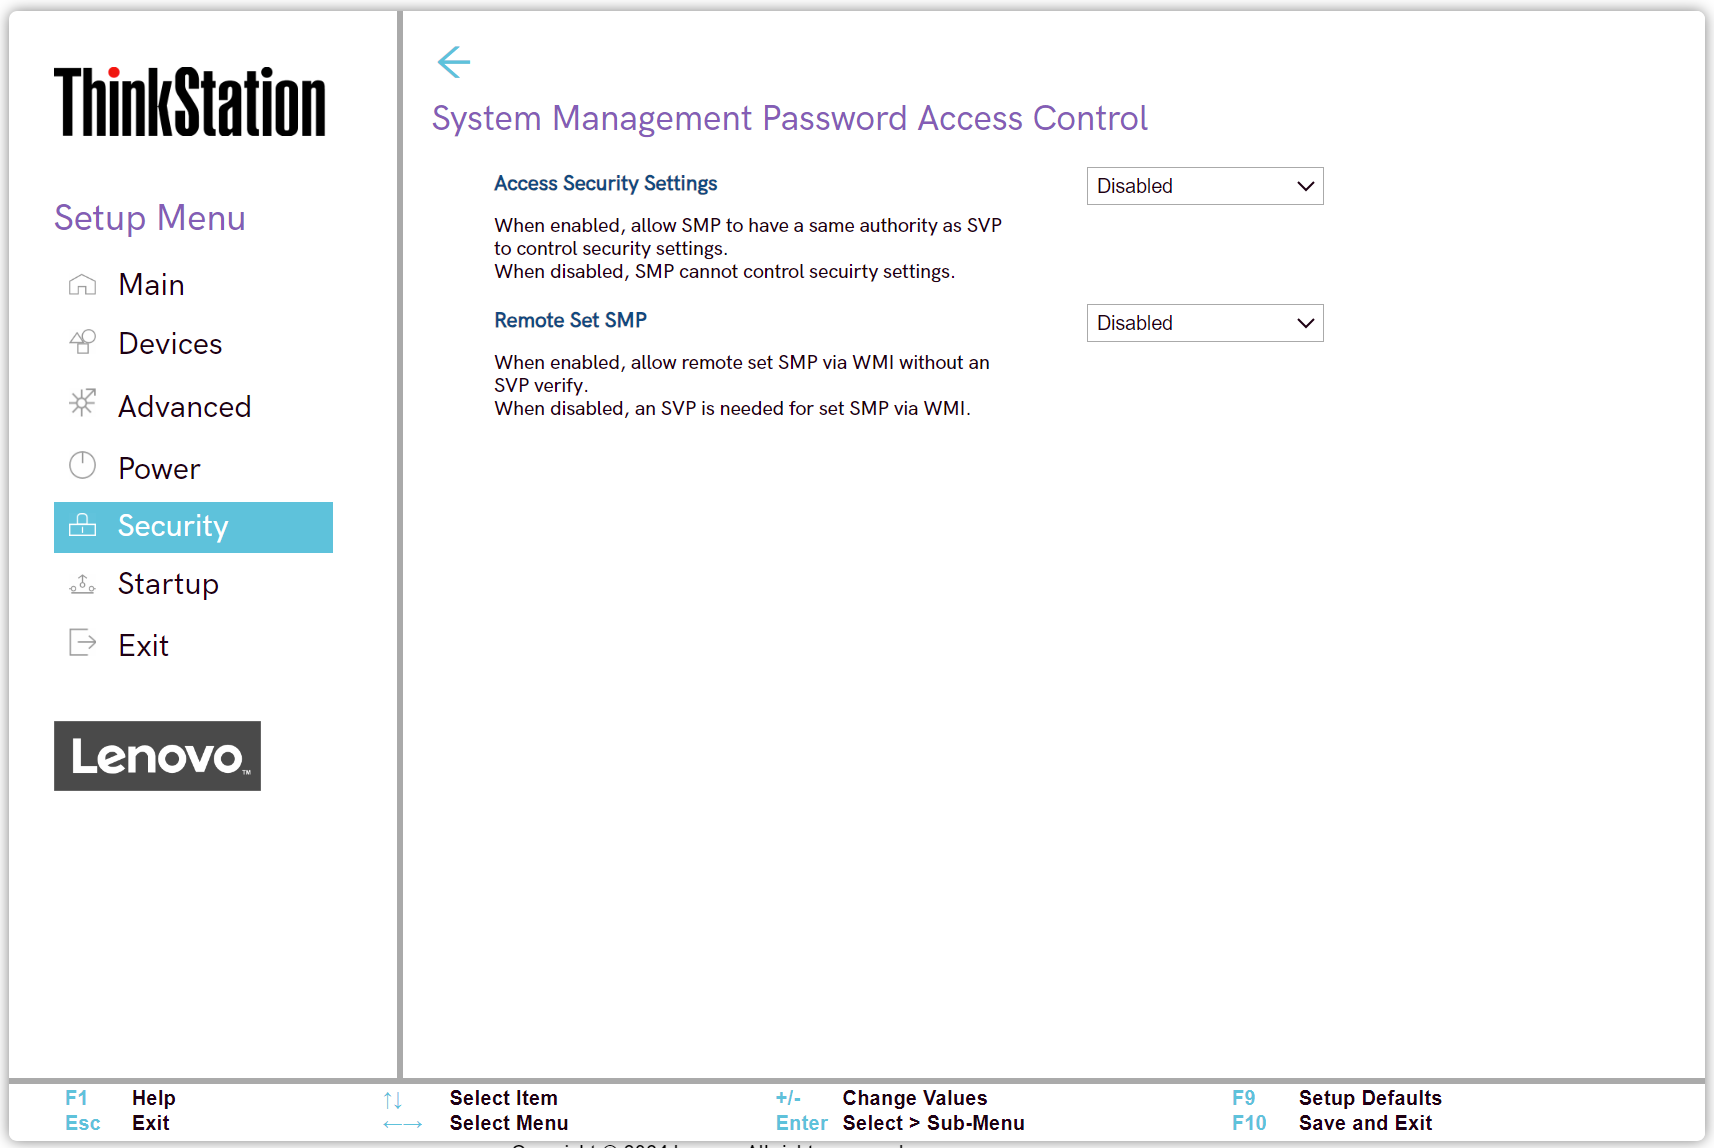 ThinkStation
Setup Menu
Main
Devices
Advanced
Power
Security
Startup
Exit
Lenovo™
System Management Password Access Control
Access Security Settings
Disabled
When enabled, allow SMP to have a same authority as SVP
to control security settings.
When disabled, SMP cannot control secuirty settings.
Remote Set SMP
Disabled
When enabled, allow remote set SMP via WMI without an
SVP verify.
When disabled, an SVP is needed for set SMP via WMI.
F1 Help ↑↓ Select Item +/- Change Values F9 Setup Defaults
Esc Exit ←→ Select Menu Enter Select > Sub-Menu F10 Save and Exit